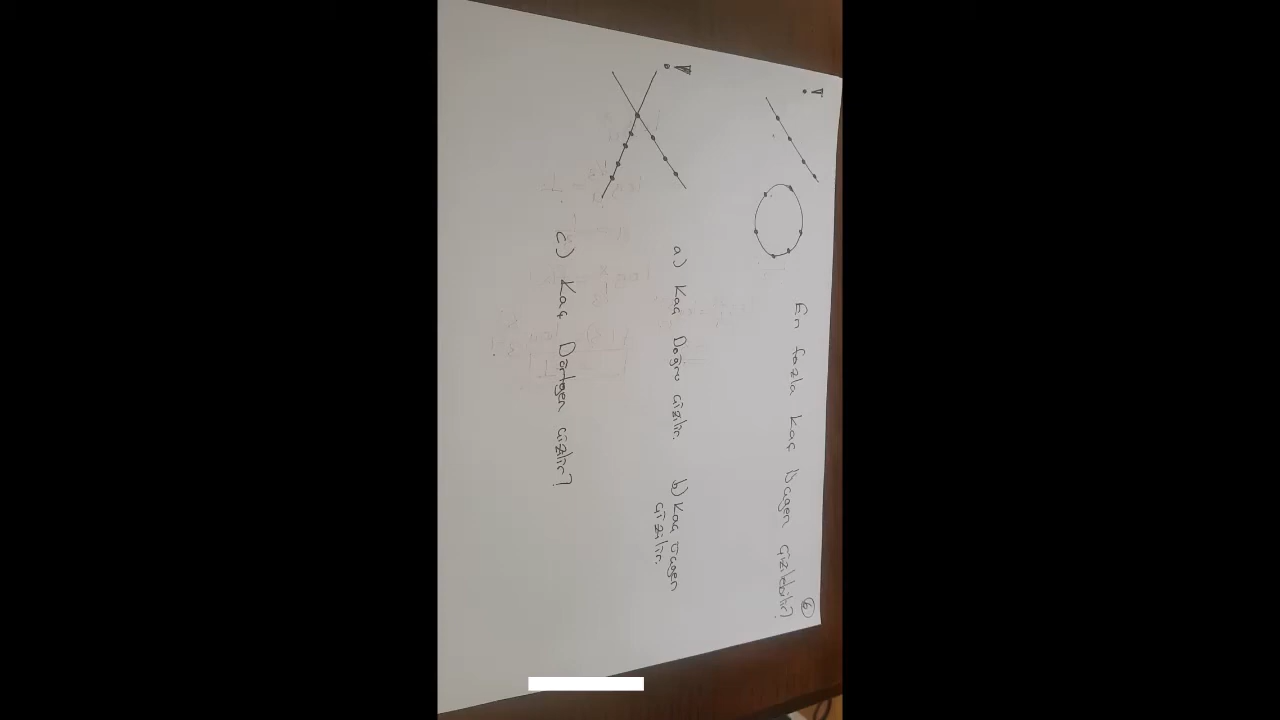 En fazla kaç üçgen çizilebilir?
6
a) Kaç Doğru çizilir.
b) Kaç üçgen
çizilir.
c) Kaç Dörtgen çizilir?